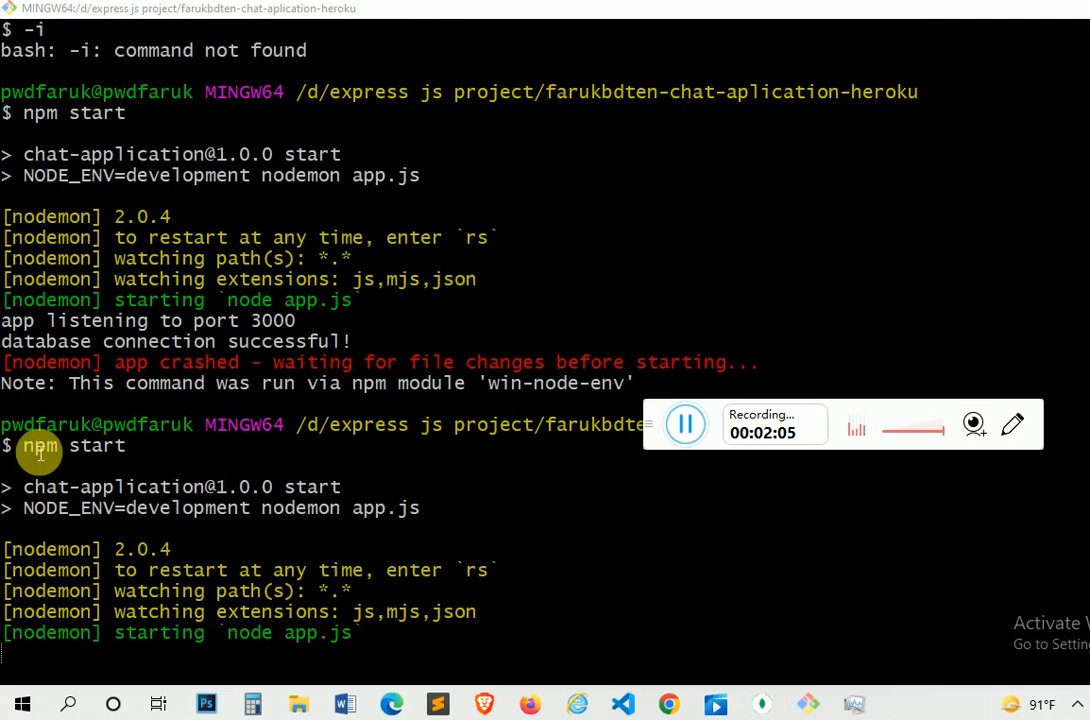 MINGW64:/d/express js project/farukbdten-chat-aplication-heroku
$ -i
bash: -i: command not found
pwdfaruk@pwdfaruk MINGW64 /d/express js project/farukbdten-chat-aplication-heroku
$ npm start
> chat-application@1.0.0 start
> NODE_ENV=development nodemon app.js
[nodemon] 2.0.4
[nodemon] to restart at any time, enter `rs`
[nodemon] watching path(s): *.*
[nodemon] watching extensions: js,mjs,json
[nodemon] starting `node app.js`
app listening to port 3000
database connection successful!
[nodemon] app crashed - waiting for file changes before starting...
Note: This command was run via npm module 'win-node-env'
pwdfaruk@pwdfaruk MINGW64 /d/express js project/farukbdte
Recording...
00:02:05
$ npm start
> chat-application@1.0.0 start
> NODE_ENV=development nodemon app.js
[nodemon] 2.0.4
[nodemon] to restart at any time, enter `rs`
[nodemon] watching path(s): *.*
[nodemon] watching extensions: js,mjs,json
[nodemon] starting `node app.js`
Activate
Go to Setting
Ps
91°F